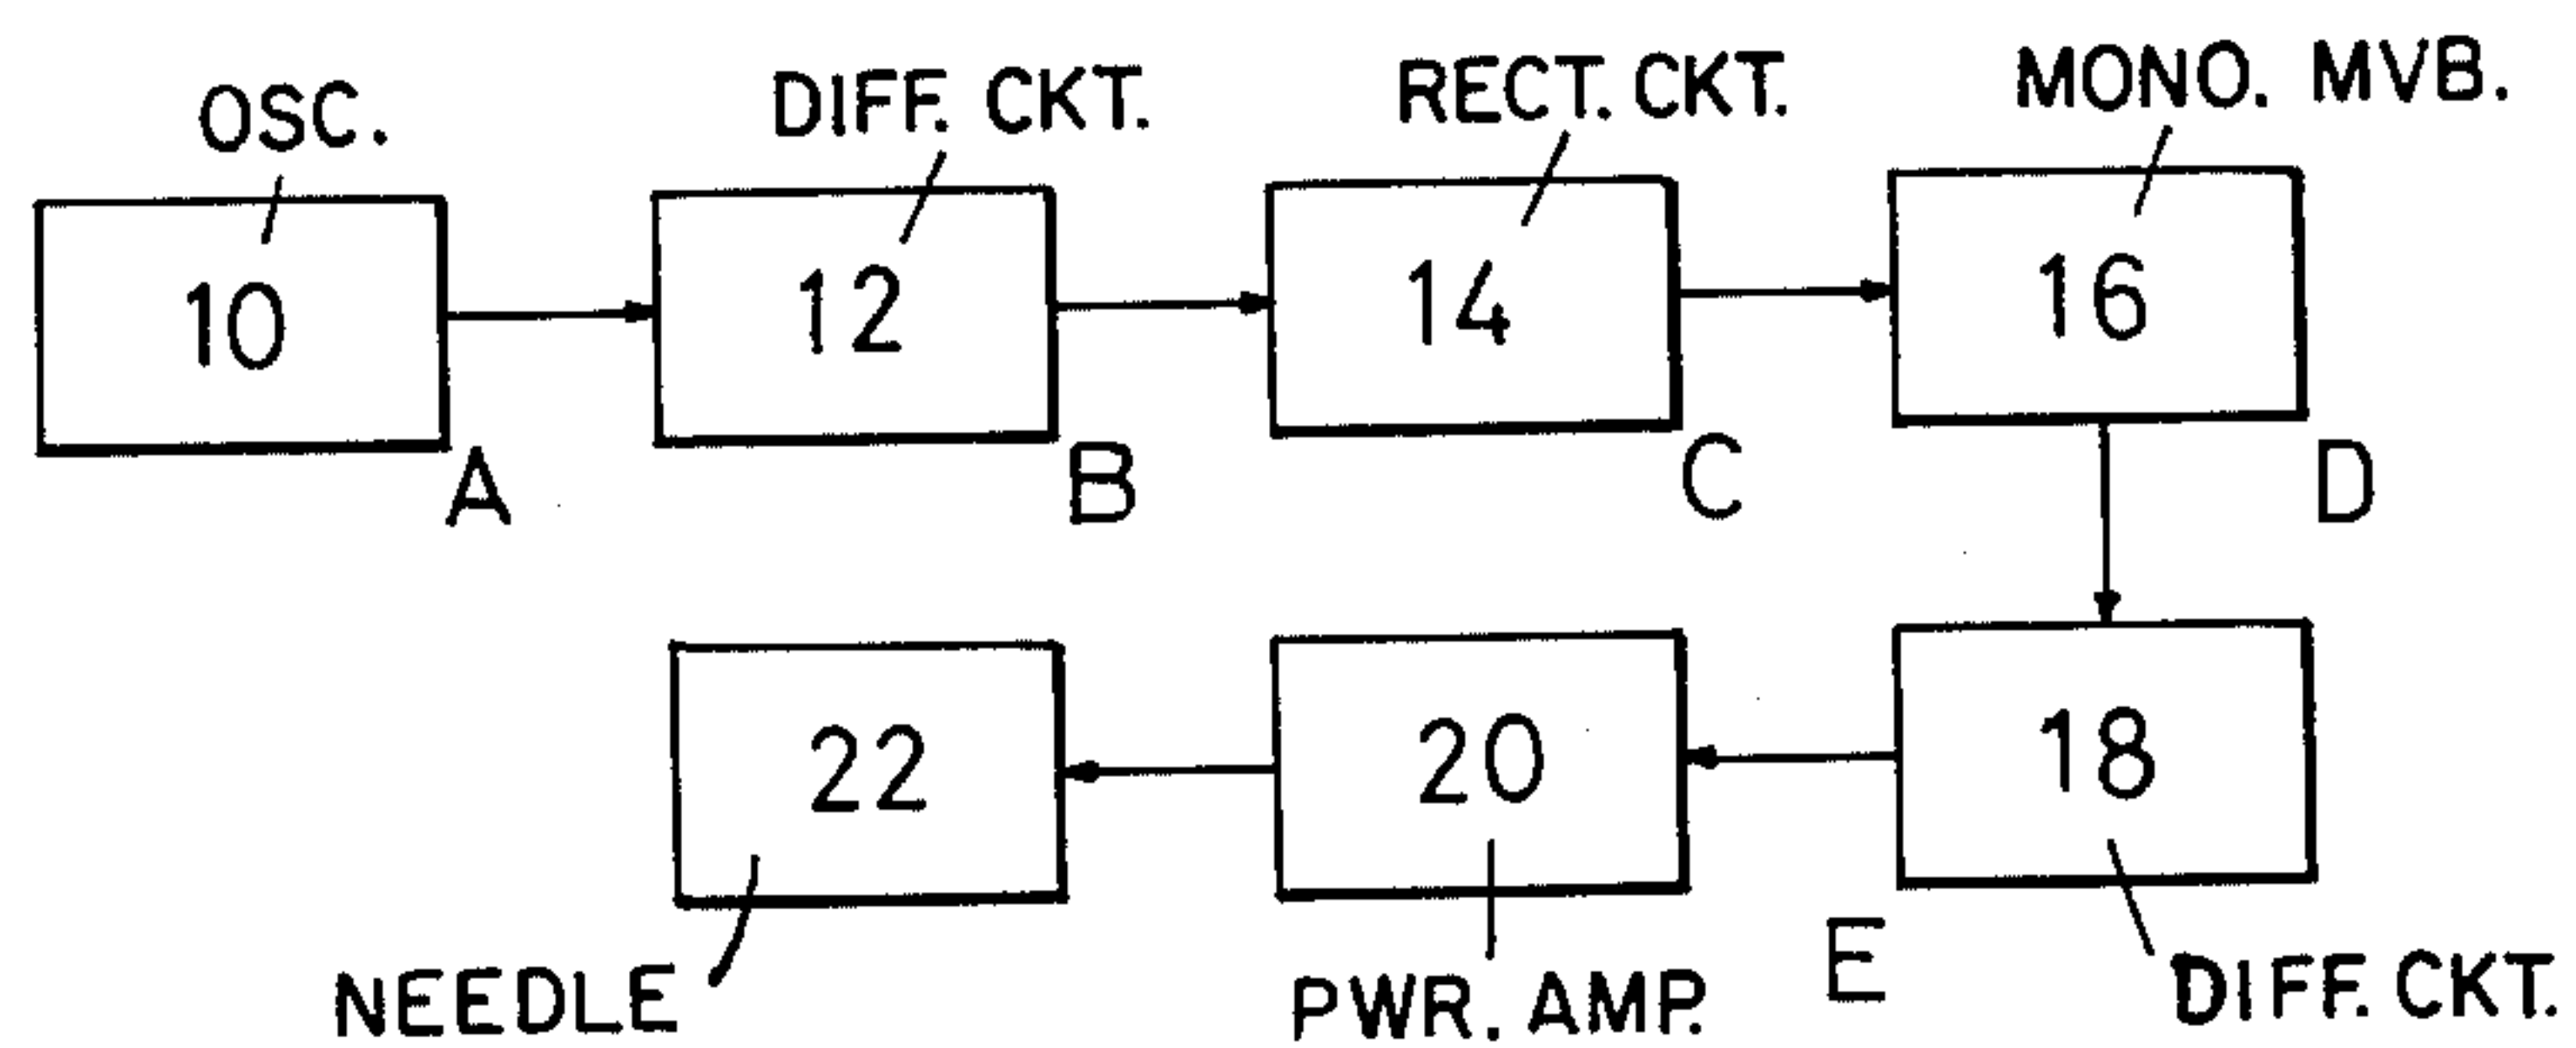 OSC.
DIFF. CKT.
RECT. CKT.
MONO. MVB.
10
12
14
16
A
B
C
D
22
20
18
E
NEEDLE
PWR. AMP.
DIFF. CKT.